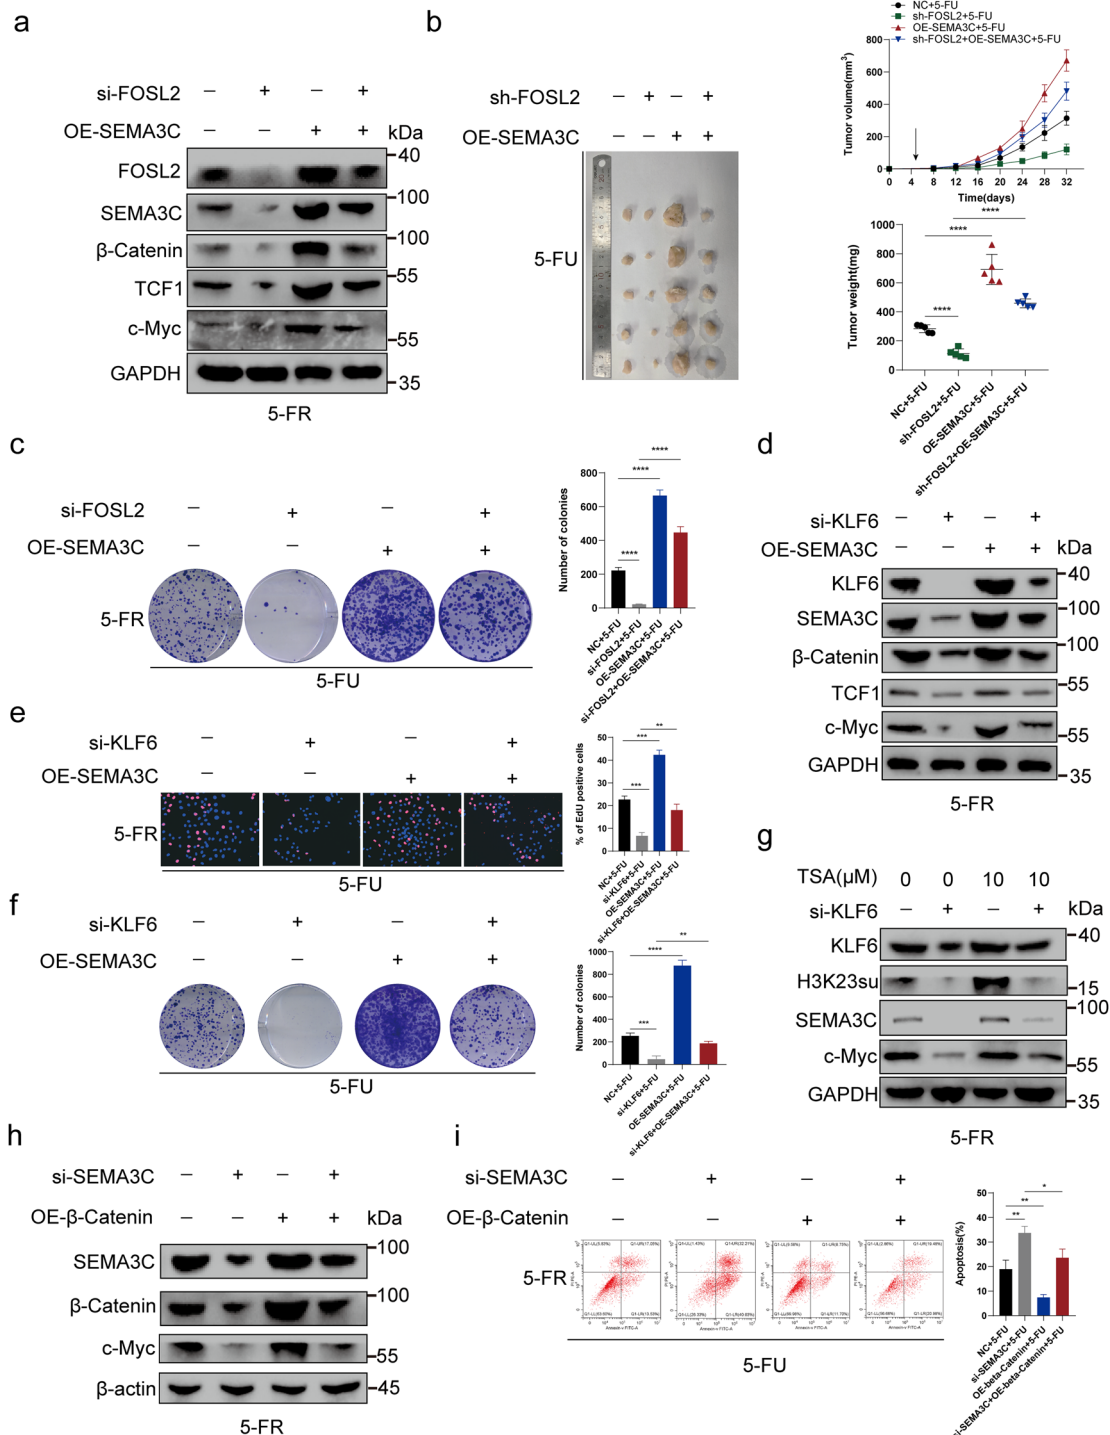 a
si-FOSL2 – + – +
OE-SEMA3C – – + + kDa
FOSL2 40
SEMA3C 100
β-Catenin 100
TCF1 55
c-Myc 55
GAPDH 35
5-FR
b
sh-FOSL2 – + – +
OE-SEMA3C – – + +
5-FU
NC+5-FU
sh-FOSL2+5-FU
OE-SEMA3C+5-FU
sh-FOSL2+OE-SEMA3C+5-FU
Tumor volume(mm³)
800
600
400
200
0
0 4 8 12 16 20 24 28 32
Time(days)
Tumor weight(mg)
1000
800
600
400
200
0
****
****
****
NC+5-FU
sh-FOSL2+5-FU
OE-SEMA3C+5-FU
sh-FOSL2+OE-SEMA3C+5-FU
c
si-FOSL2 – + – +
OE-SEMA3C – – + +
5-FR
5-FU
Number of colonies
800
600
400
200
0
****
****
****
NC+5-FU
si-FOSL2+5-FU
OE-SEMA3C+5-FU
si-FOSL2+OE-SEMA3C+5-FU
d
si-KLF6 – + – +
OE-SEMA3C – – + + kDa
KLF6 40
SEMA3C 100
β-Catenin 100
TCF1 55
c-Myc 55
GAPDH 35
5-FR
e
si-KLF6 – + – +
OE-SEMA3C – – + +
5-FR
5-FU
% of EdU positive cells
50
40
30
20
10
0
**
***
***
NC+5-FU
si-KLF6+5-FU
OE-SEMA3C+5-FU
si-KLF6+OE-SEMA3C+5-FU
f
si-KLF6 – + – +
OE-SEMA3C – – + +
5-FU
Number of colonies
1000
800
600
400
200
0
**
****
***
NC+5-FU
si-KLF6+5-FU
OE-SEMA3C+5-FU
si-KLF6+OE-SEMA3C+5-FU
g
TSA(μM) 0 0 10 10
si-KLF6 – + – + kDa
KLF6 40
H3K23su 15
SEMA3C 100
c-Myc 55
GAPDH 35
5-FR
h
si-SEMA3C – + – +
OE-β-Catenin – – + + kDa
SEMA3C 100
β-Catenin 100
c-Myc 55
β-actin 45
5-FR
i
si-SEMA3C – + – +
OE-β-Catenin – – + +
5-FR
5-FU
Apoptosis(%)
50
40
30
20
10
0
*
**
**
NC+5-FU
si-SEMA3C+5-FU
OE-beta-Catenin+5-FU
si-SEMA3C+OE-beta-Catenin+5-FU